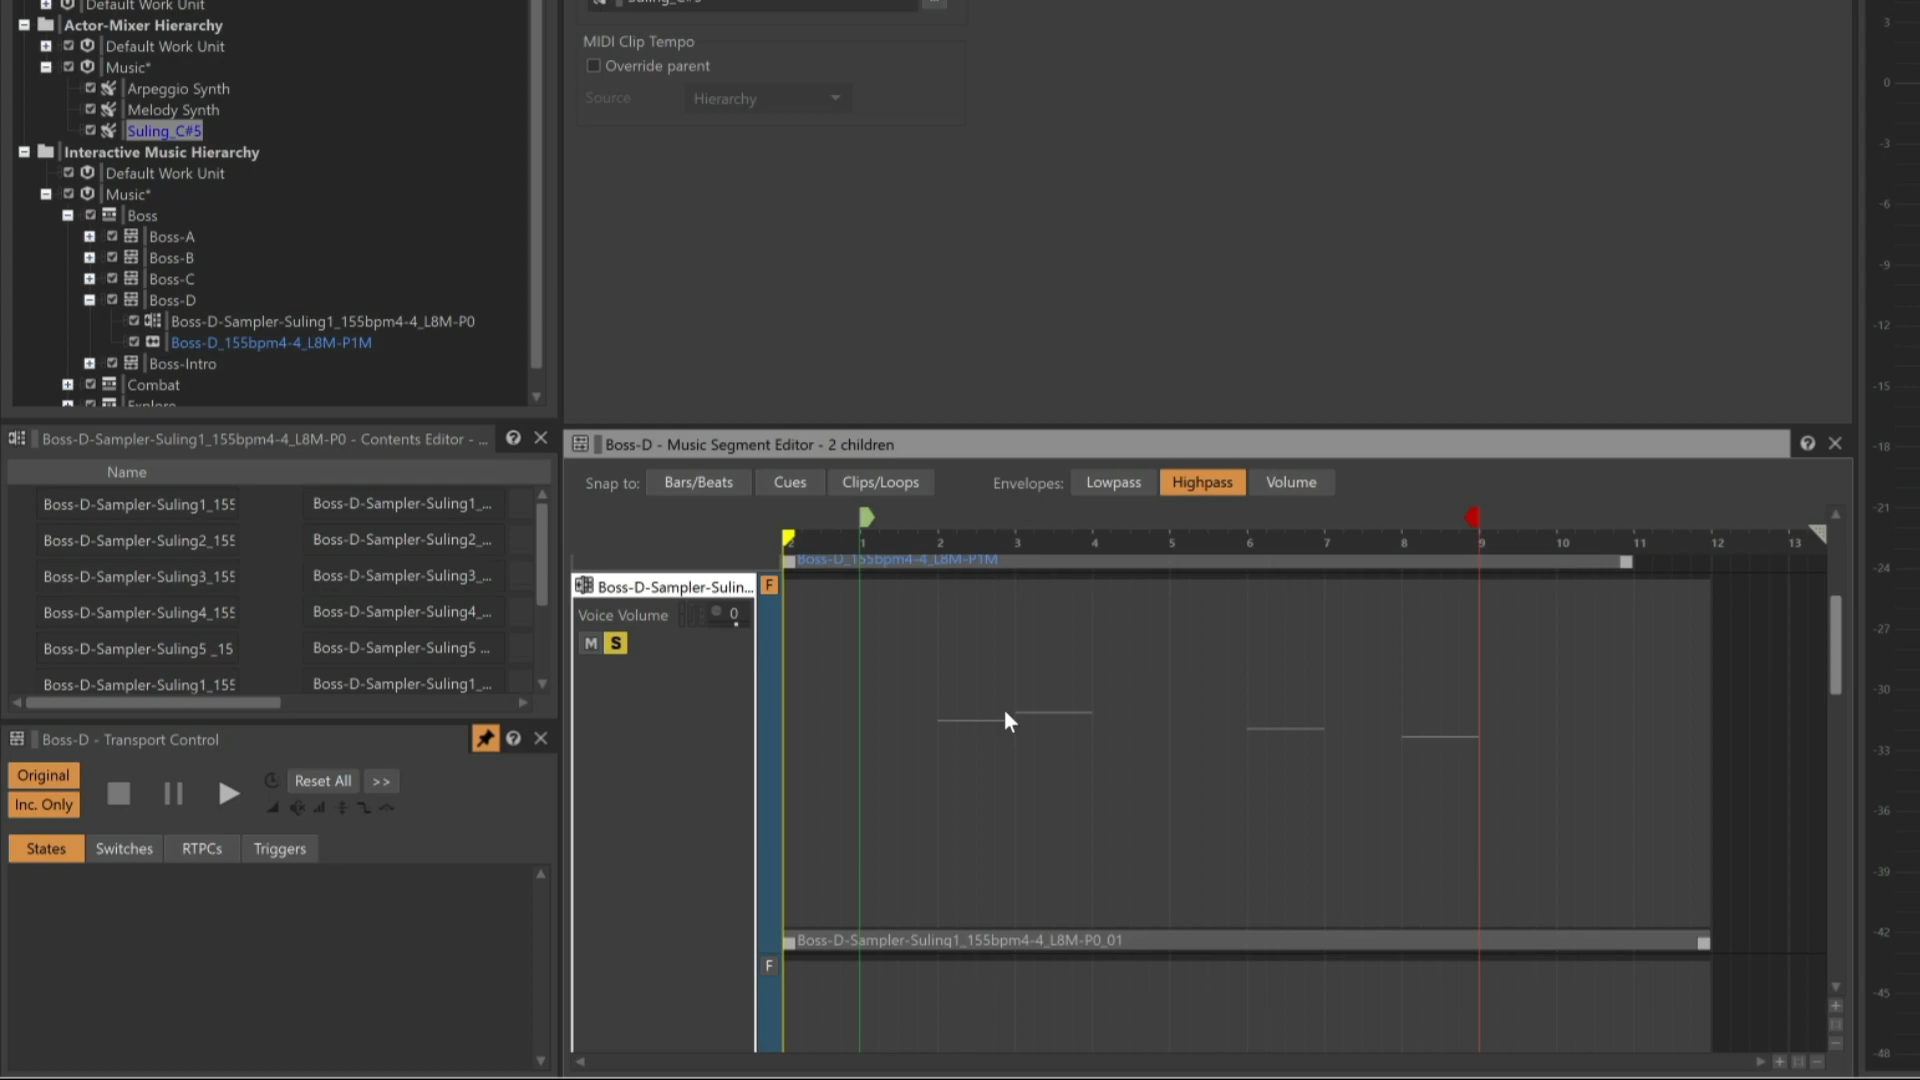 Default Work Unit
Actor-Mixer Hierarchy
Default Work Unit
Music*
Arpeggio Synth
Melody Synth
Suling_C#5
Interactive Music Hierarchy
Default Work Unit
Music*
Boss
Boss-A
Boss-B
Boss-C
Boss-D
Boss-D-Sampler-Suling1_155bpm4-4_L8M-P0
Boss-D_155bpm4-4_L8M-P1M
Boss-Intro
Combat
Explore
Suling_C#5
...
MIDI Clip Tempo
Override parent
Source
Hierarchy
Boss-D-Sampler-Suling1_155bpm4-4_L8M-P0 - Contents Editor - ...
Name
Boss-D-Sampler-Suling1_155 Boss-D-Sampler-Suling1_...
Boss-D-Sampler-Suling2_155 Boss-D-Sampler-Suling2_...
Boss-D-Sampler-Suling3_155 Boss-D-Sampler-Suling3_...
Boss-D-Sampler-Suling4_155 Boss-D-Sampler-Suling4_...
Boss-D-Sampler-Suling5 _15 Boss-D-Sampler-Suling5 ...
Boss-D-Sampler-Suling1_155 Boss-D-Sampler-Suling1_...
Boss-D - Transport Control
Original
Inc. Only
Reset All
>>
States
Switches
RTPCs
Triggers
Boss-D - Music Segment Editor - 2 children
Snap to:
Bars/Beats
Cues
Clips/Loops
Envelopes:
Lowpass
Highpass
Volume
2 1 2 3 4 5 6 7 8 9 10 11 12 13
Boss-D_155bpm4-4_L8M-P1M
Boss-D-Sampler-Sulin...
F
Voice Volume
0
M
S
Boss-D-Sampler-Suling1_155bpm4-4_L8M-P0_01
F
3
0
-3
-6
-9
-12
-15
-18
-21
-24
-27
-30
-33
-36
-39
-42
-45
-48